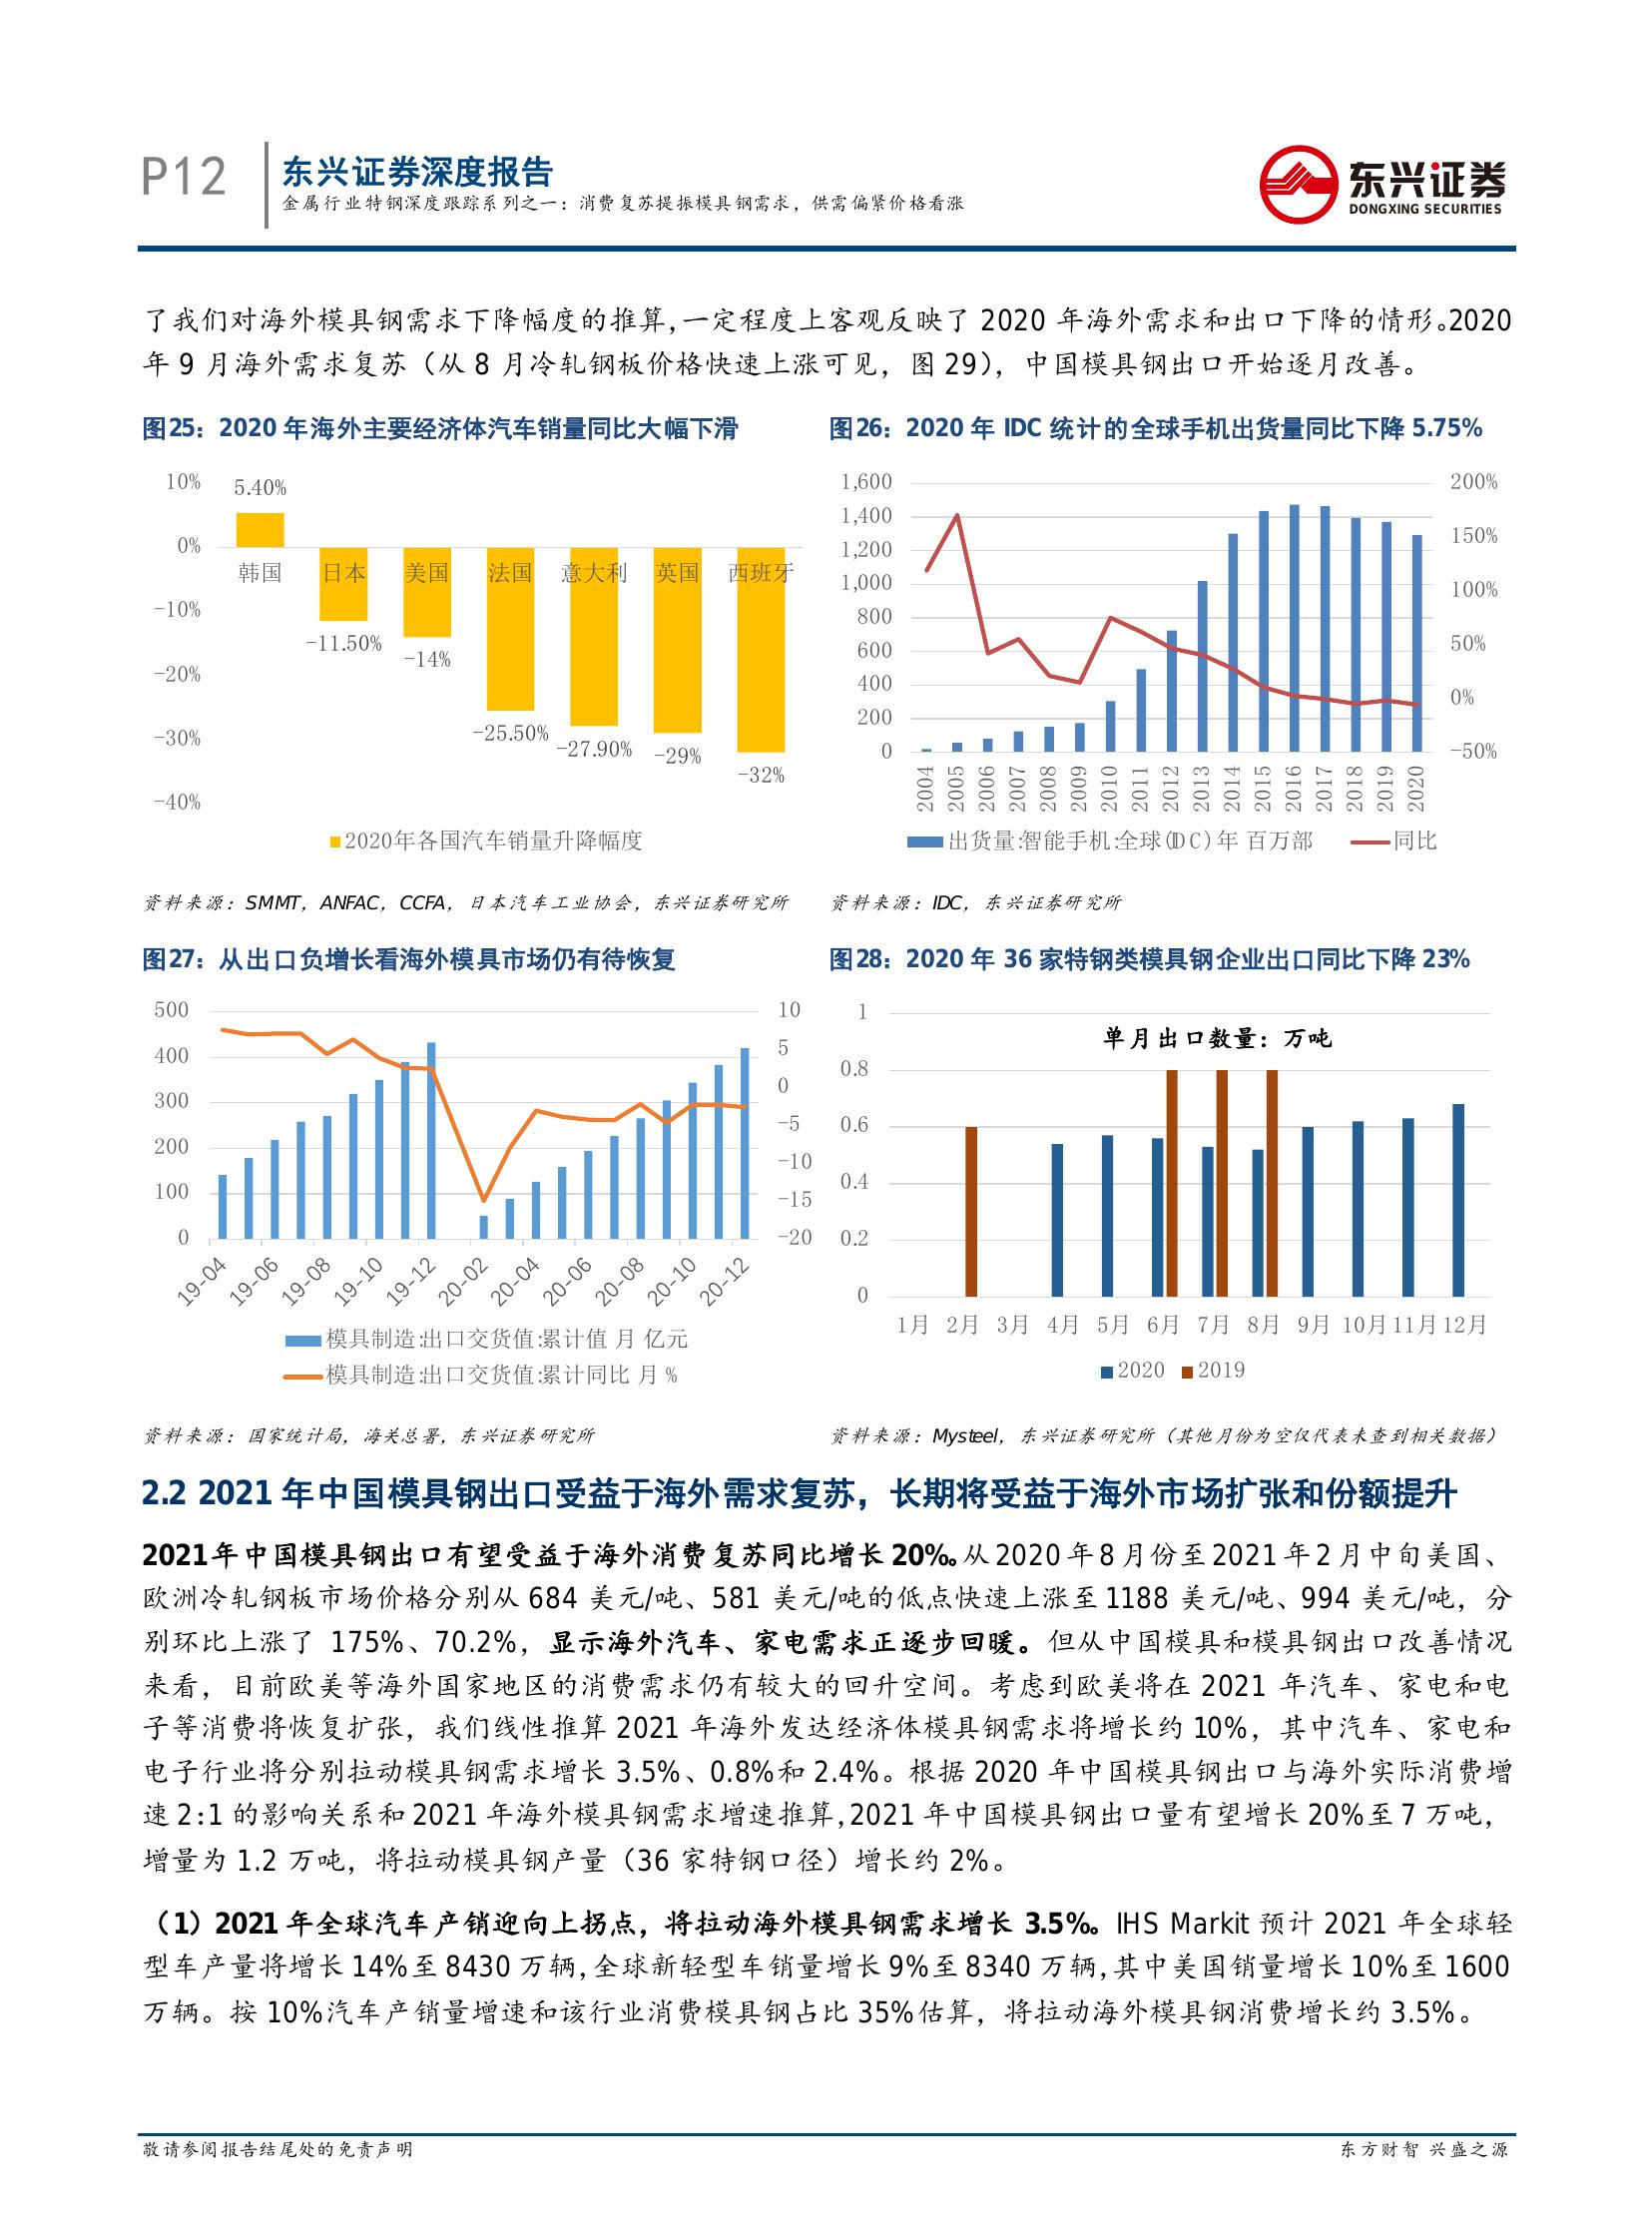 P12
东兴证券深度报告
金属行业特钢深度跟踪系列之一：消费复苏提振模具钢需求，供需偏紧价格看涨
东兴证券
DONGXING SECURITIES
了我们对海外模具钢需求下降幅度的推算，一定程度上客观反映了 2020 年海外需求和出口下降的情形。2020
年 9 月海外需求复苏（从 8 月冷轧钢板价格快速上涨可见，图 29），中国模具钢出口开始逐月改善。
图25：2020 年海外主要经济体汽车销量同比大幅下滑
10%
0%
-10%
-20%
-30%
-40%
5.40%
-11.50%
-14%
-25.50%
-27.90%
-29%
-32%
韩国 日本 美国 法国 意大利 英国 西班牙
2020年各国汽车销量升降幅度
资料来源：SMMT，ANFAC，CCFA，日本汽车工业协会，东兴证券研究所
图26：2020 年 IDC 统计的全球手机出货量同比下降 5.75%
1,600
1,400
1,200
1,000
800
600
400
200
0
200%
150%
100%
50%
0%
-50%
2004 2005 2006 2007 2008 2009 2010 2011 2012 2013 2014 2015 2016 2017 2018 2019 2020
出货量:智能手机:全球(IDC) 年 百万部 同比
资料来源：IDC，东兴证券研究所
图27：从出口负增长看海外模具市场仍有待恢复
500
400
300
200
100
0
10
5
0
-5
-10
-15
-20
19-04 19-06 19-08 19-10 19-12 20-02 20-04 20-06 20-08 20-10 20-12
模具制造:出口交货值:累计值 月 亿元
模具制造:出口交货值:累计同比 月 %
资料来源：国家统计局，海关总署，东兴证券研究所
图28：2020 年 36 家特钢类模具钢企业出口同比下降 23%
单月出口数量：万吨
1
0.8
0.6
0.4
0.2
0
1月 2月 3月 4月 5月 6月 7月 8月 9月 10月 11月 12月
2020 2019
资料来源：Mysteel，东兴证券研究所（其他月份为空仅代表未查到相关数据）
2.2 2021 年中国模具钢出口受益于海外需求复苏，长期将受益于海外市场扩张和份额提升
2021年中国模具钢出口有望受益于海外消费复苏同比增长 20%。从 2020 年 8 月份至 2021 年 2 月中旬美国、
欧洲冷轧钢板市场价格分别从 684 美元/吨、581 美元/吨的低点快速上涨至 1188 美元/吨、994 美元/吨，分
别环比上涨了 175%、70.2%，显示海外汽车、家电需求正逐步回暖。但从中国模具和模具钢出口改善情况
来看，目前欧美等海外国家地区的消费需求仍有较大的回升空间。考虑到欧美将在 2021 年汽车、家电和电
子等消费将恢复扩张，我们线性推算 2021 年海外发达经济体模具钢需求将增长约 10%，其中汽车、家电和
电子行业将分别拉动模具钢需求增长 3.5%、0.8%和 2.4%。根据 2020 年中国模具钢出口与海外实际消费增
速 2:1 的影响关系和 2021 年海外模具钢需求增速推算，2021 年中国模具钢出口量有望增长 20%至 7 万吨，
增量为 1.2 万吨，将拉动模具钢产量（36 家特钢口径）增长约 2%。
（1）2021 年全球汽车产销迎向上拐点，将拉动海外模具钢需求增长 3.5%。IHS Markit 预计 2021 年全球轻
型车产量将增长 14%至 8430 万辆，全球新轻型车销量增长 9%至 8340 万辆，其中美国销量增长 10%至 1600
万辆。按 10%汽车产销量增速和该行业消费模具钢占比 35%估算，将拉动海外模具钢消费增长约 3.5%。
敬请参阅报告结尾处的免责声明
东方财智 兴盛之源